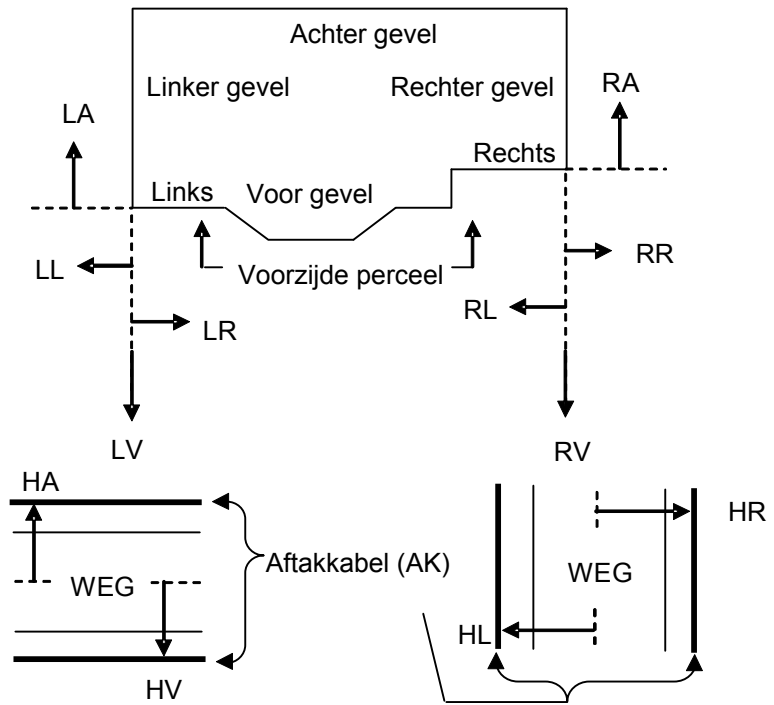 Achter gevel
Linker gevel
Rechter gevel
LA
RA
Rechts
Links
Voor gevel
LL
Voorzijde perceel
RR
RL
LR
LV
RV
HA
HR
WEG
Aftakkabel (AK)
WEG
HL
HV